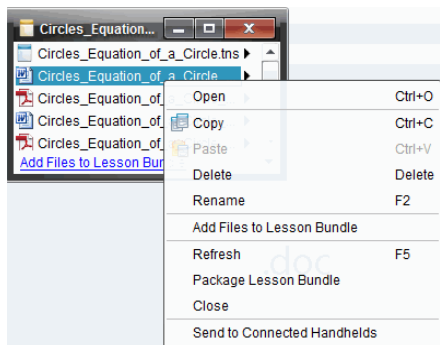 Circles_Equation...
Circles_Equation_of_a_Circle.tns
Circles_Equation_of_a_Circle
Circles_Equation_of
Circles_Equation_of
Circles_Equation_of
Add Files to Lesson Bun
Open Ctrl+O
Copy Ctrl+C
Paste Ctrl+V
Delete Delete
Rename F2
Add Files to Lesson Bundle
Refresh F5
.doc
Package Lesson Bundle
Close
Send to Connected Handhelds